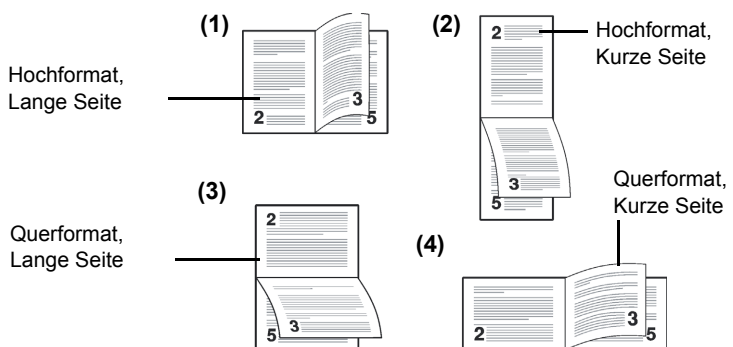 (1)
Hochformat,
Lange Seite
2
3
5
(2)
Hochformat,
Kurze Seite
2
3
5
(3)
Querformat,
Lange Seite
2
3
5
(4)
Querformat,
Kurze Seite
2
3
5